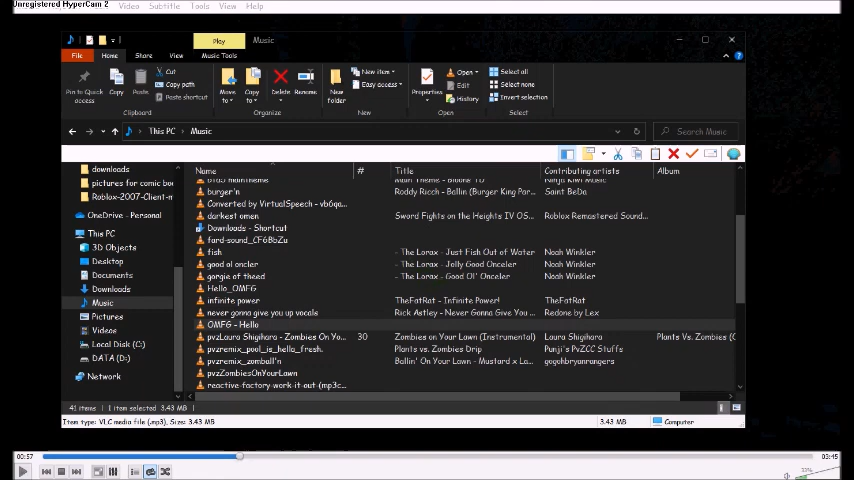 Unregistered HyperCam 2
Video Subtitle Tools View Help
Play Music
File Home Share View Music Tools
Pin to Quick access
Copy
Paste
Cut
Copy path
Paste shortcut
Clipboard
Move to
Copy to
Delete
Rename
Organize
New folder
New item
Easy access
New
Properties
Open
Edit
History
Open
Select all
Select none
Invert selection
Select
This PC Music
Search Music
Name # Title Contributing artists Album
burger'n Roddy Ricch - Ballin (Burger King Par... Saint BeDa
Converted by VirtualSpeech - vb6qa...
darkest omen Sword Fights on the Heights IV OS... Roblox Remastered Sound...
Downloads - Shortcut
fard-sound_CF6BbZu
fish - The Lorax - Just Fish Out of Water Noah Winkler
good ol oncler - The Lorax - Jolly Good Onceler Noah Winkler
gorgie of theed - The Lorax - Good Ol' Onceler Noah Winkler
Hello_OMFG
infinite power TheFatRat - Infinite Power! TheFatRat
never gonna give you up vocals Rick Astley - Never Gonna Give You ... Redone by Lex
OMFG - Hello
pvzLaura Shigihara - Zombies On Yo... 30 Zombies on Your Lawn (Instrumental) Laura Shigihara Plants Vs. Zombies (
pvzremix_pool_is_hello_fresh. Plants vs. Zombies Drip Punji's PvZCC Stuffs
pvzremix_zomball'n Ballin' On Your Lawn - Mustard x La... gogohbryanrangers
pvzZombiesOnYourLawn
reactive-factory-work-it-out-(mp3c...
downloads
pictures for comic bo
Roblox-2007-Client-m
OneDrive - Personal
This PC
3D Objects
Desktop
Documents
Downloads
Music
Pictures
Videos
Local Disk (C:)
DATA (D:)
Network
41 items 1 item selected 3.43 MB
Item type: VLC media file (.mp3), Size: 3.43 MB 3.43 MB Computer
00:57 03:45
33%